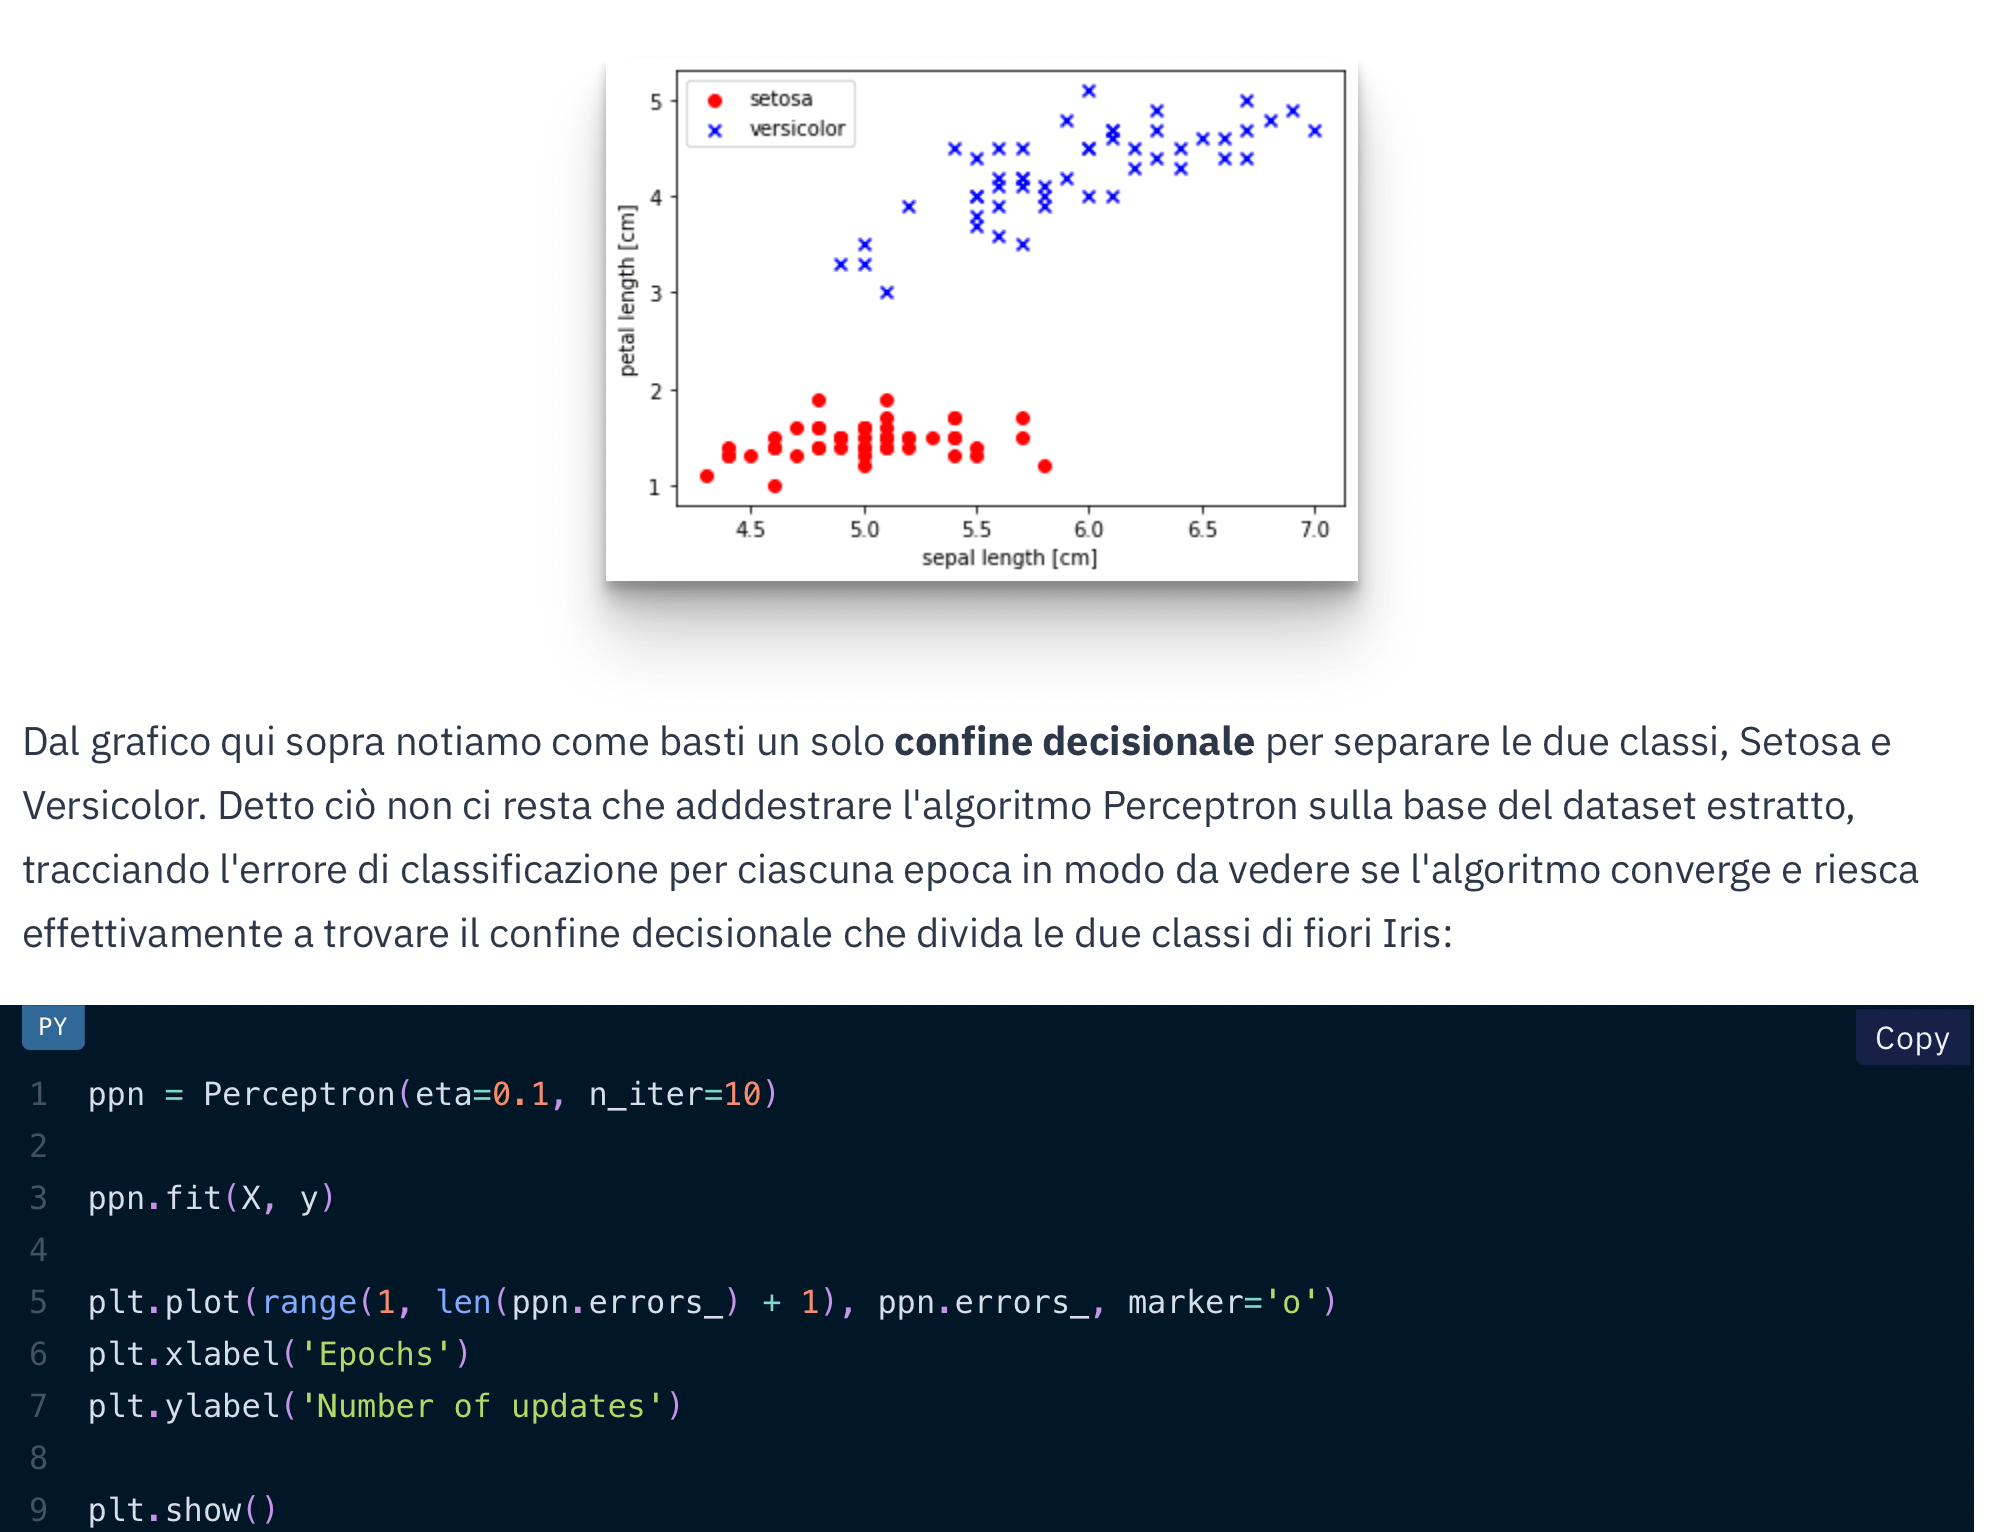 setosa
versicolor
5
4
3
2
1
petal length [cm]
4.5 5.0 5.5 6.0 6.5 7.0
sepal length [cm]
Dal grafico qui sopra notiamo come basti un solo confine decisionale per separare le due classi, Setosa e
Versicolor. Detto ciò non ci resta che adddestrare l'algoritmo Perceptron sulla base del dataset estratto,
tracciando l'errore di classificazione per ciascuna epoca in modo da vedere se l'algoritmo converge e riesca
effettivamente a trovare il confine decisionale che divida le due classi di fiori Iris:
PY
Copy
1 ppn = Perceptron(eta=0.1, n_iter=10)
2
3 ppn.fit(X, y)
4
5 plt.plot(range(1, len(ppn.errors_) + 1), ppn.errors_, marker='o')
6 plt.xlabel('Epochs')
7 plt.ylabel('Number of updates')
8
9 plt.show()